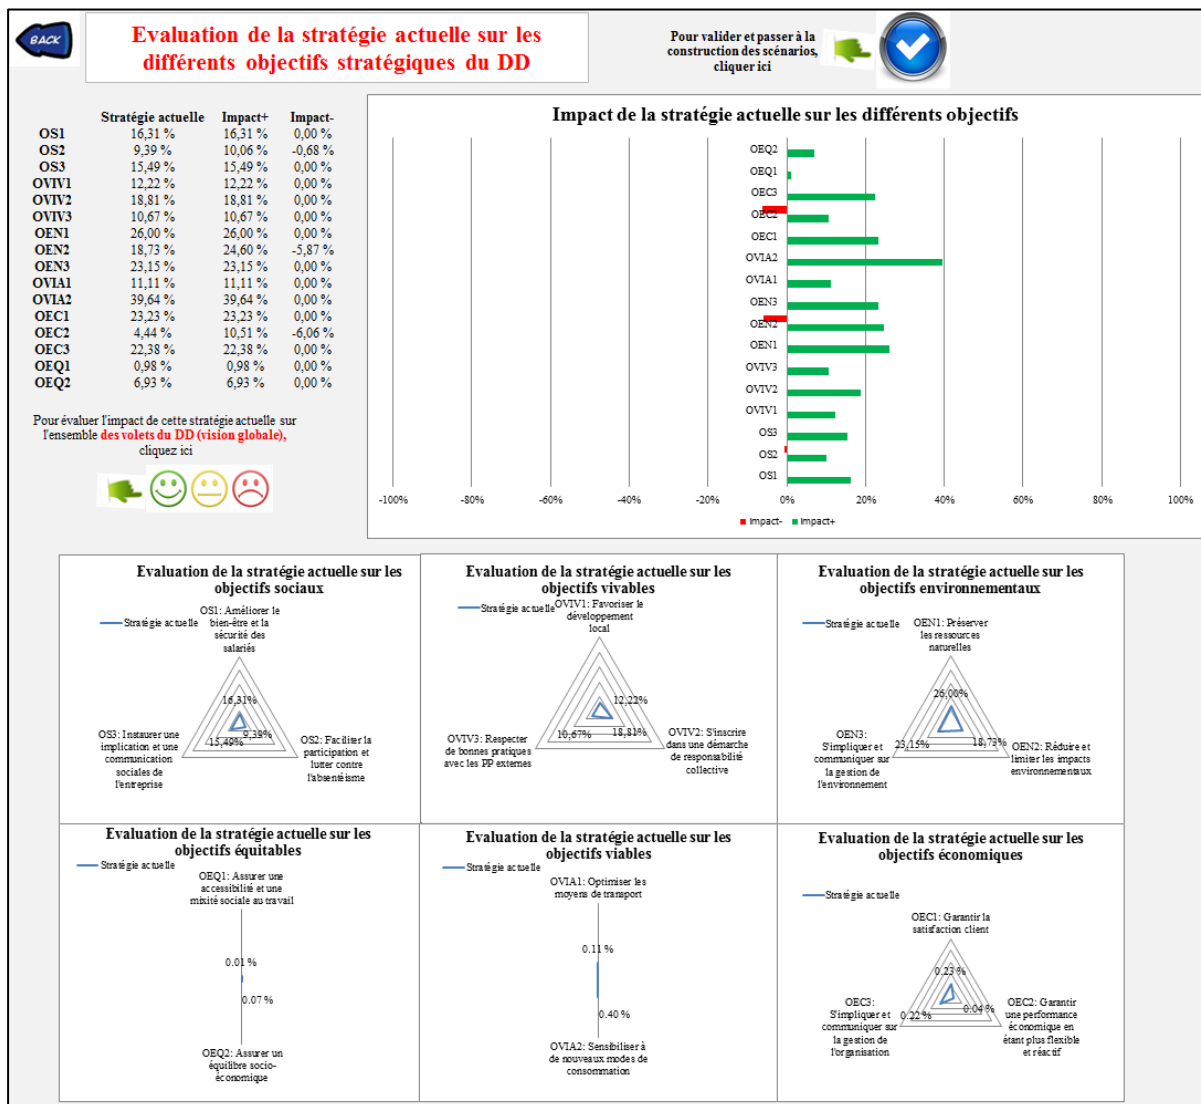 BACK
Evaluation de la stratégie actuelle sur les
différents objectifs stratégiques du DD
Pour valider et passer à la
construction des scénarios,
cliquer ici
Stratégie actuelle Impact+ Impact-
OS1 16,31 % 16,31 % 0,00 %
OS2 9,39 % 10,06 % -0,68 %
OS3 15,49 % 15,49 % 0,00 %
OVIV1 12,22 % 12,22 % 0,00 %
OVIV2 18,81 % 18,81 % 0,00 %
OVIV3 10,67 % 10,67 % 0,00 %
OEN1 26,00 % 26,00 % 0,00 %
OEN2 18,73 % 24,60 % -5,87 %
OEN3 23,15 % 23,15 % 0,00 %
OVIA1 11,11 % 11,11 % 0,00 %
OVIA2 39,64 % 39,64 % 0,00 %
OEC1 23,23 % 23,23 % 0,00 %
OEC2 4,44 % 10,51 % -6,06 %
OEC3 22,38 % 22,38 % 0,00 %
OEQ1 0,98 % 0,98 % 0,00 %
OEQ2 6,93 % 6,93 % 0,00 %
Pour évaluer l'impact de cette stratégie actuelle sur
l'ensemble des volets du DD (vision globale),
cliquez ici
Impact de la stratégie actuelle sur les différents objectifs
OEQ2
OEQ1
OEC3
OEC2
OEC1
OVIA2
OVIA1
OEN3
OEN2
OEN1
OVIV3
OVIV2
OVIV1
OS3
OS2
OS1
-100% -80% -60% -40% -20% 0% 20% 40% 60% 80% 100%
Impact- Impact+
Evaluation de la stratégie actuelle sur les
objectifs sociaux
Stratégie actuelle
OS1: Améliorer le
bien-être et la
sécurité des
salariés
16,31%
9,39%
15,49%
OS3: Instaurer une
implication et une
communication
sociales de
l'entreprise
OS2: Faciliter la
participation et
lutter contre
l'absentéisme
Evaluation de la stratégie actuelle sur les
objectifs vivables
Stratégie actuelle
OVIV1: Favoriser le
développement
local
12,22%
18,81%
10,67%
OVIV3: Respecter
de bonnes pratiques
avec les PP externes
OVIV2: S'inscrire
dans une démarche
de responsabilité
collective
Evaluation de la stratégie actuelle sur les
objectifs environnementaux
Stratégie actuelle
OEN1: Préserver
les ressources
naturelles
26,00%
18,73%
23,15%
OEN3:
S'impliquer et
communiquer sur
la gestion de
l'environnement
OEN2: Réduire et
limiter les impacts
environnementaux
Evaluation de la stratégie actuelle sur les
objectifs équitables
Stratégie actuelle
OEQ1: Assurer une
accessibilité et une
mixité sociale au travail
0.01 %
0.07 %
OEQ2: Assurer un
équilibre socio-
économique
Evaluation de la stratégie actuelle sur les
objectifs viables
Stratégie actuelle
OVIA1: Optimiser les
moyens de transport
0.11 %
0.40 %
OVIA2: Sensibiliser à
de nouveaux modes de
consommation
Evaluation de la stratégie actuelle sur les
objectifs économiques
Stratégie actuelle
OEC1: Garantir la
satisfaction client
0.23 %
0.04 %
0.22 %
OEC3:
S'impliquer et
communiquer sur
la gestion de
l'organisation
OEC2: Garantir
une performance
économique en
étant plus flexible
et réactif